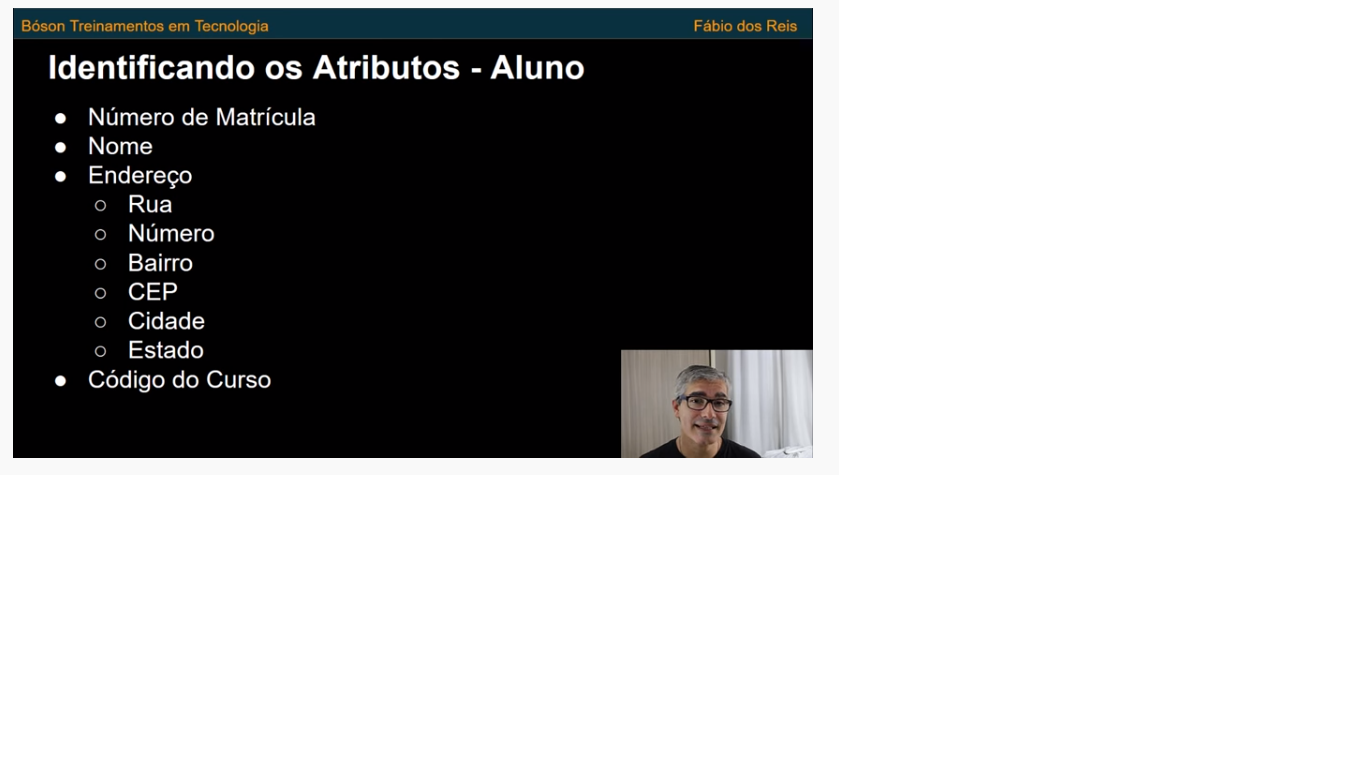 Bóson Treinamentos em Tecnologia
Fábio dos Reis
Identificando os Atributos - Aluno
● Número de Matrícula
● Nome
● Endereço
○ Rua
○ Número
○ Bairro
○ CEP
○ Cidade
○ Estado
● Código do Curso